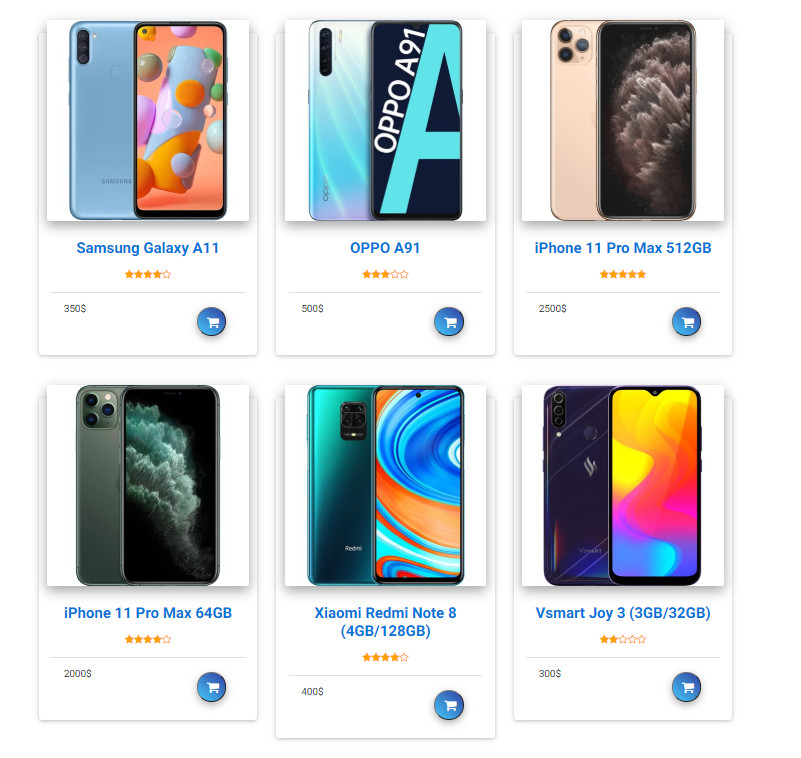 SAMSUNG
OPPO A91
oppo
Samsung Galaxy A11
OPPO A91
iPhone 11 Pro Max 512GB
350$
500$
2500$
Redmi
VSMART
iPhone 11 Pro Max 64GB
Xiaomi Redmi Note 8
(4GB/128GB)
Vsmart Joy 3 (3GB/32GB)
2000$
400$
300$